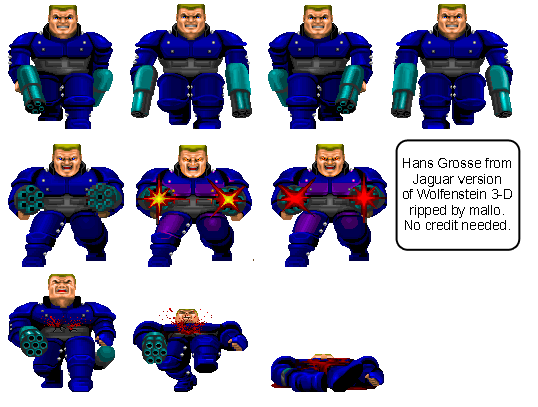 Hans Grosse from
Jaguar version
of Wolfenstein 3-D
ripped by mallo.
No credit needed.